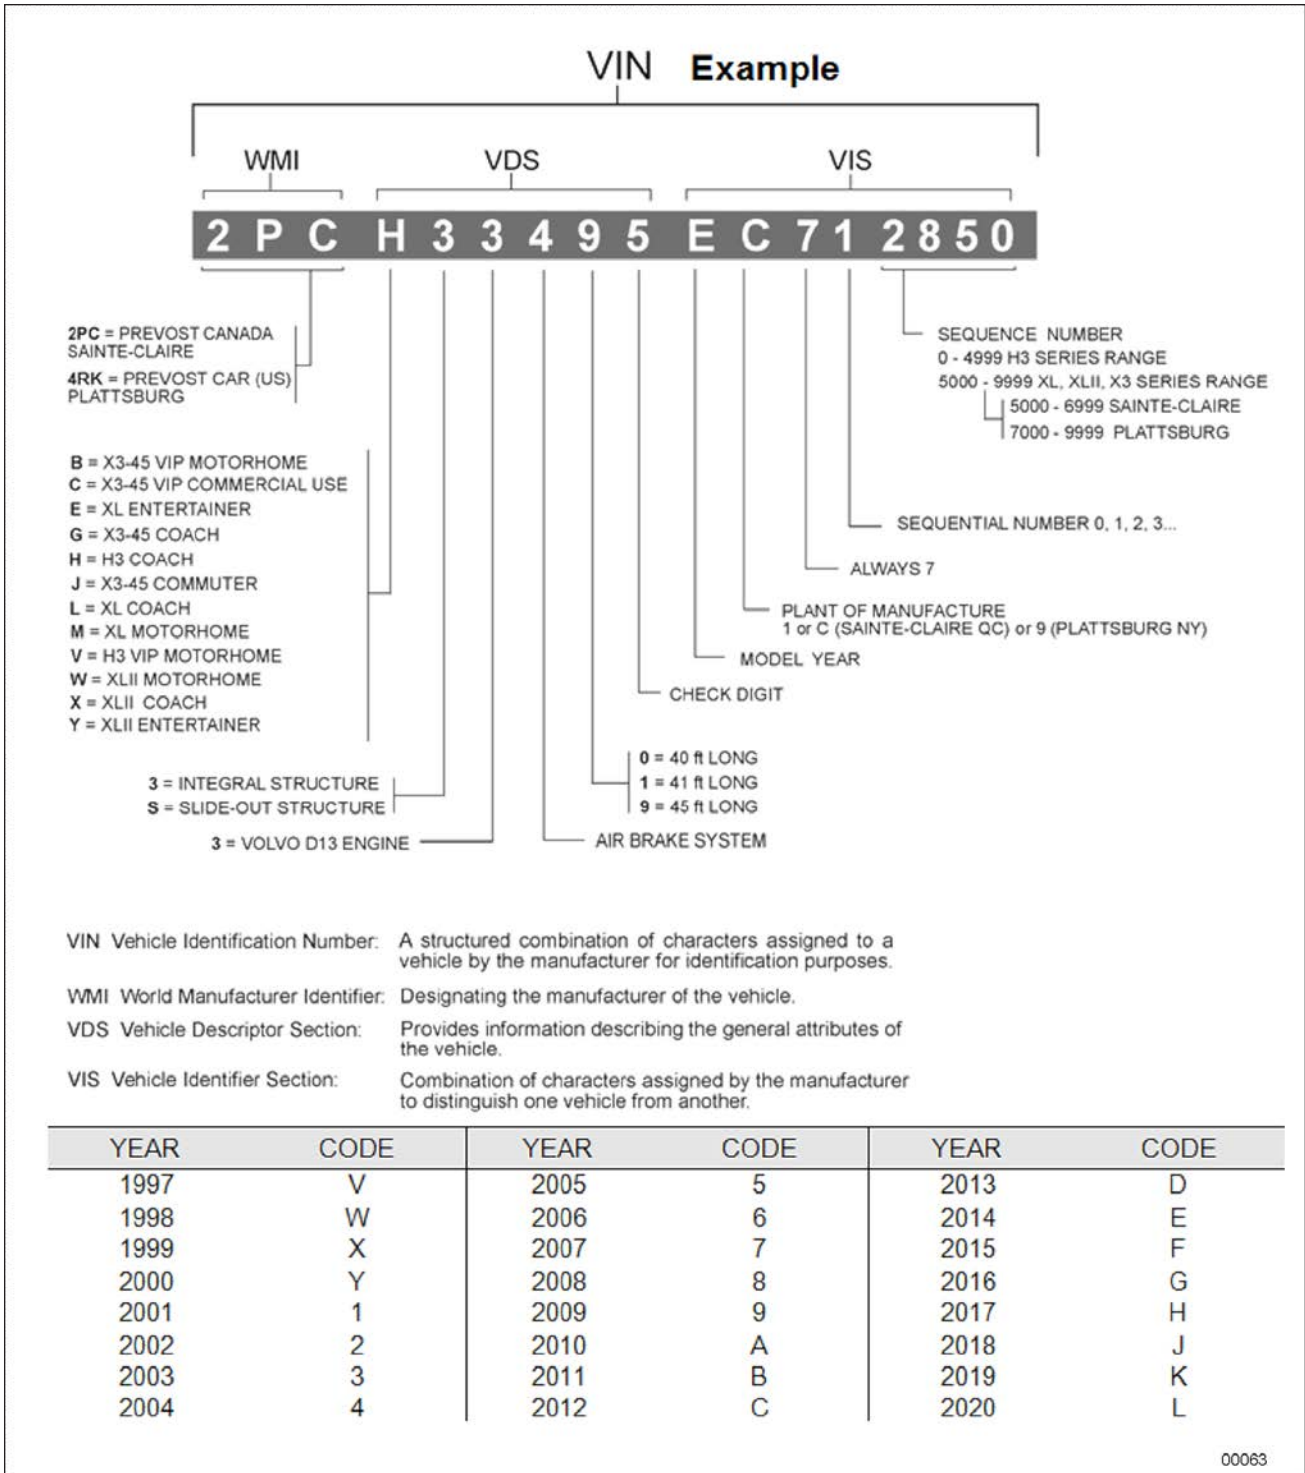 VIN Example
WMI VDS VIS
2 P C H 3 3 4 9 5 E C 7 1 2 8 5 0
2PC = PREVOST CANADA
SAINTE-CLAIRE
4RK = PREVOST CAR (US)
PLATTSBURG
SEQUENCE NUMBER
0 - 4999 H3 SERIES RANGE
5000 - 9999 XL, XLII, X3 SERIES RANGE
5000 - 6999 SAINTE-CLAIRE
7000 - 9999 PLATTSBURG
B = X3-45 VIP MOTORHOME
C = X3-45 VIP COMMERCIAL USE
E = XL ENTERTAINER
G = X3-45 COACH
H = H3 COACH
J = X3-45 COMMUTER
L = XL COACH
M = XL MOTORHOME
V = H3 VIP MOTORHOME
W = XLII MOTORHOME
X = XLII COACH
Y = XLII ENTERTAINER
SEQUENTIAL NUMBER 0, 1, 2, 3...
ALWAYS 7
PLANT OF MANUFACTURE
1 or C (SAINTE-CLAIRE QC) or 9 (PLATTSBURG NY)
MODEL YEAR
CHECK DIGIT
0 = 40 ft LONG
1 = 41 ft LONG
9 = 45 ft LONG
3 = INTEGRAL STRUCTURE
S = SLIDE-OUT STRUCTURE
3 = VOLVO D13 ENGINE
AIR BRAKE SYSTEM
VIN Vehicle Identification Number: A structured combination of characters assigned to a
vehicle by the manufacturer for identification purposes.
WMI World Manufacturer Identifier: Designating the manufacturer of the vehicle.
VDS Vehicle Descriptor Section: Provides information describing the general attributes of
the vehicle.
VIS Vehicle Identifier Section: Combination of characters assigned by the manufacturer
to distinguish one vehicle from another.
YEAR CODE YEAR CODE YEAR CODE
1997 V 2005 5 2013 D
1998 W 2006 6 2014 E
1999 X 2007 7 2015 F
2000 Y 2008 8 2016 G
2001 1 2009 9 2017 H
2002 2 2010 A 2018 J
2003 3 2011 B 2019 K
2004 4 2012 C 2020 L
00063